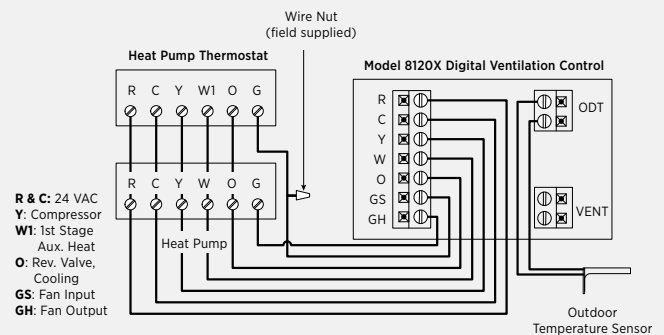 Wire Nut
(field supplied)
Heat Pump Thermostat
R C Y W1 O G
R C Y W O G
Heat Pump
Model 8120X Digital Ventilation Control
R
C
Y
W
O
GS
GH
ODT
VENT
R & C: 24 VAC
Y: Compressor
W1: 1st Stage
Aux. Heat
O: Rev. Valve,
Cooling
GS: Fan Input
GH: Fan Output
Outdoor
Temperature Sensor